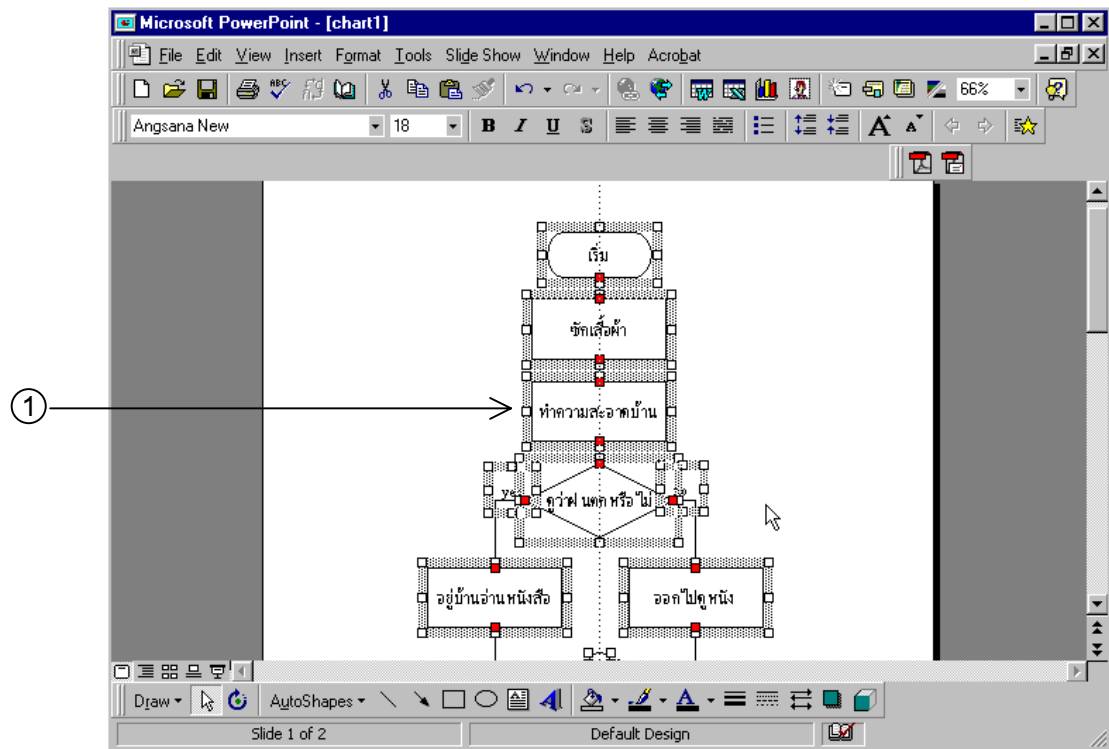 Microsoft PowerPoint - [chart1]
File Edit View Insert Format Tools Slide Show Window Help Acrobat
ABC
66%
Angsana New 18 B I U S A A
เริ่ม
ซักเสื้อผ้า
1
ทำความสะอาดบ้าน
ดูว่าฝนตกหรือไม่
อยู่บ้านอ่านหนังสือ ออกไปดูหนัง
Draw AutoShapes A A
Slide 1 of 2 Default Design